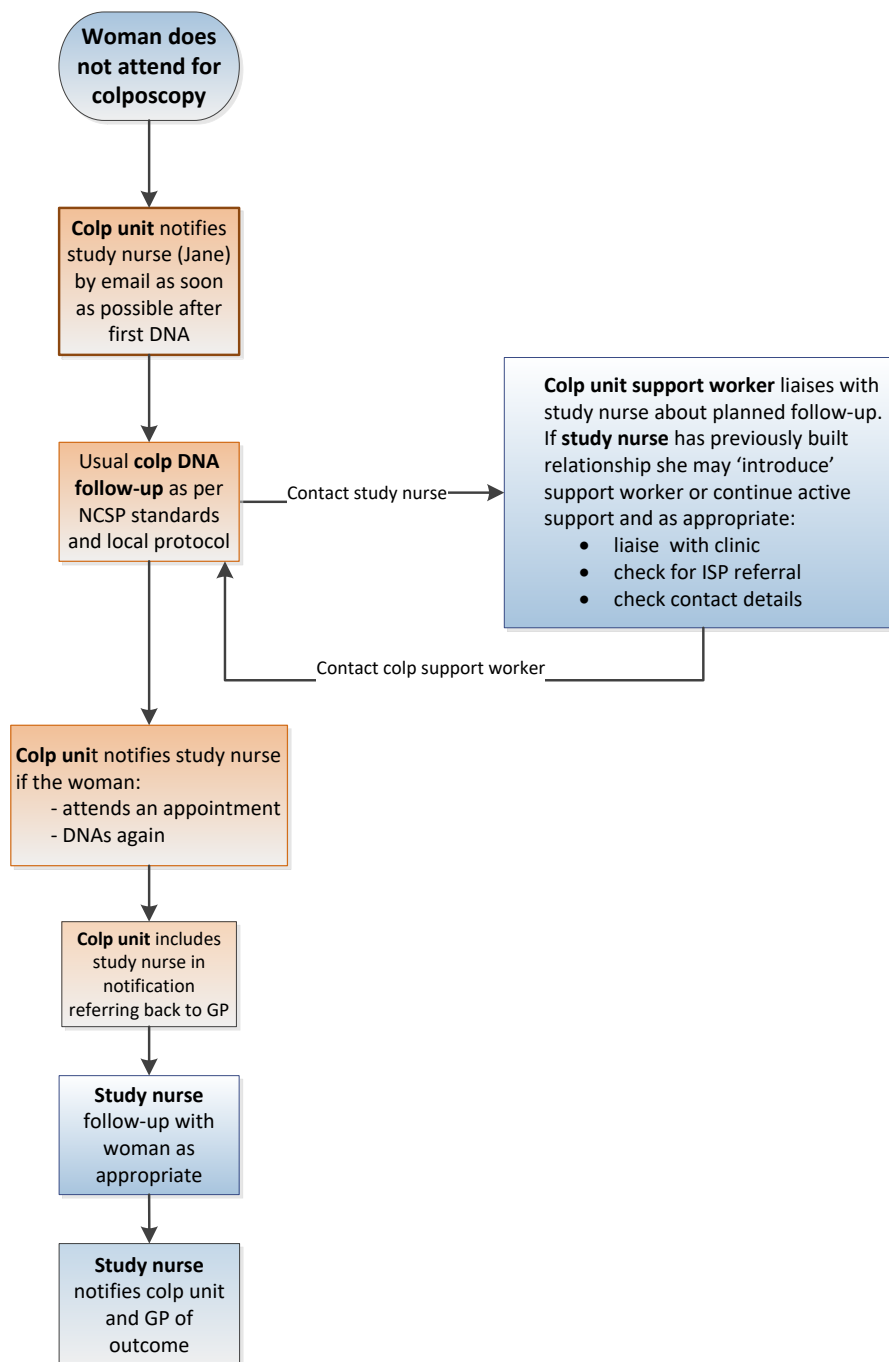 Woman does
not attend for
colposcopy
Colp unit notifies
study nurse (Jane)
by email as soon
as possible after
first DNA
Usual colp DNA
follow-up as per
NCSP standards
and local protocol
Contact study nurse
Colp unit support worker liaises with
study nurse about planned follow-up.
If study nurse has previously built
relationship she may ‘introduce’
support worker or continue active
support and as appropriate:
• liaise with clinic
• check for ISP referral
• check contact details
Contact colp support worker
Colp unit notifies study nurse
if the woman:
- attends an appointment
- DNAs again
Colp unit includes
study nurse in
notification
referring back to GP
Study nurse
follow-up with
woman as
appropriate
Study nurse
notifies colp unit
and GP of
outcome